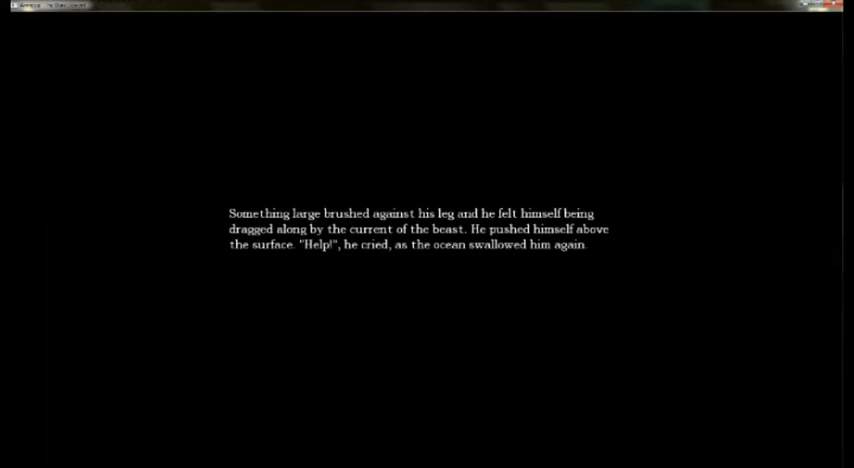 Something large brushed against his leg and he felt himself being
dragged along by the current of the beast. He pushed himself above
the surface. "Help!", he cried, as the ocean swallowed him again.